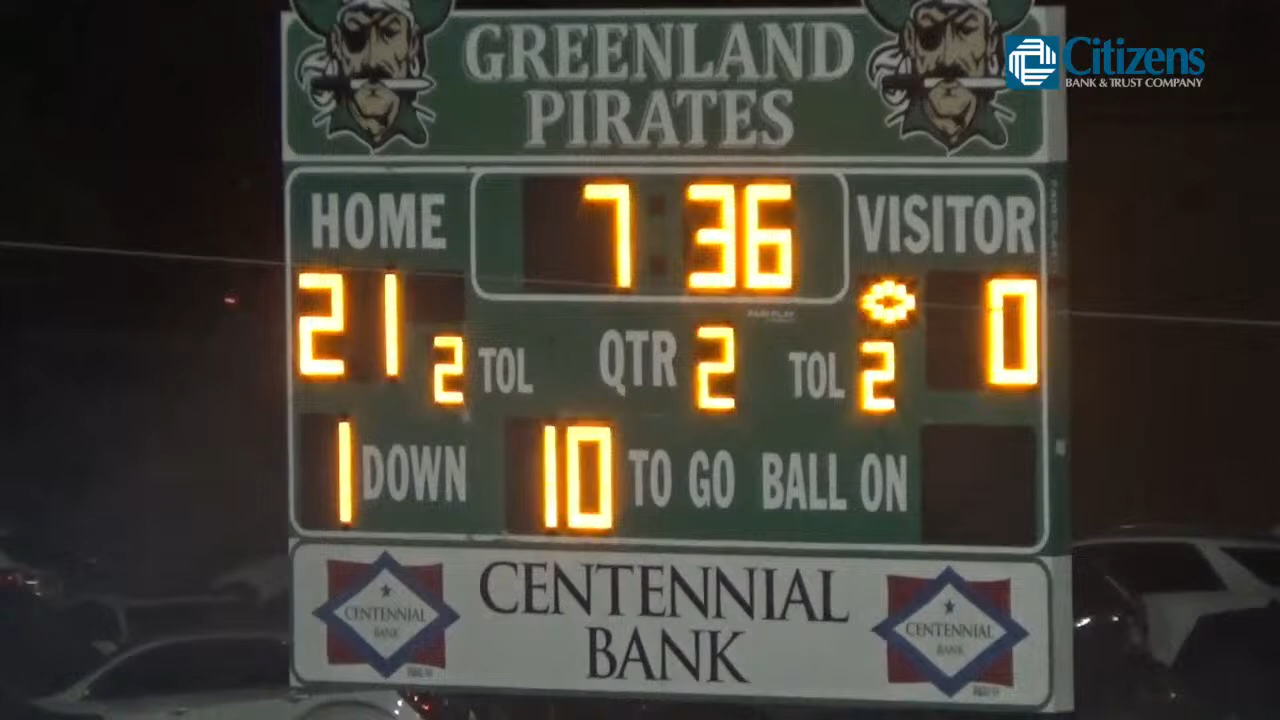 GREENLAND
PIRATES
Citizens
BANK & TRUST COMPANY
HOME 7:36 VISITOR
21 2 TOL QTR 2 TOL 2 0
1 DOWN 10 TO GO BALL ON
CENTENNIAL
BANK
CENTENNIAL
BANK
CENTENNIAL
BANK